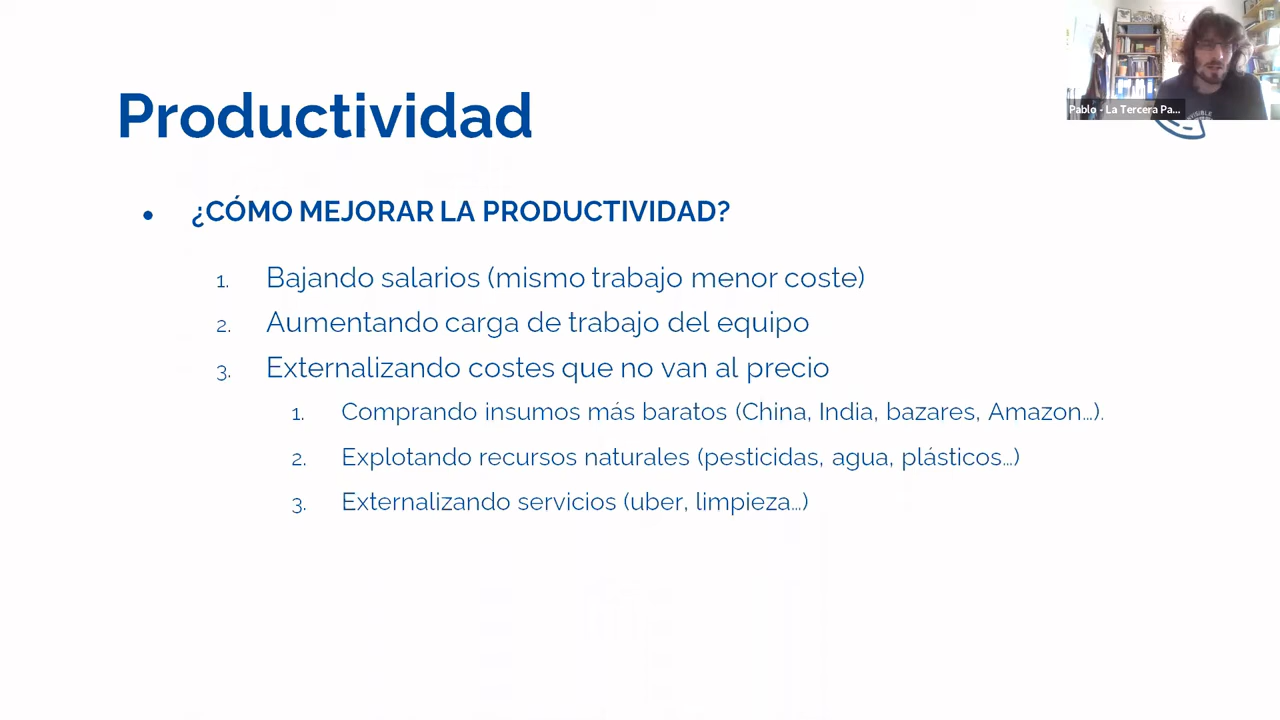 Productividad
Pablo - La Tercera Pa...
• ¿CÓMO MEJORAR LA PRODUCTIVIDAD?
1. Bajando salarios (mismo trabajo menor coste)
2. Aumentando carga de trabajo del equipo
3. Externalizando costes que no van al precio
1. Comprando insumos más baratos (China, India, bazares, Amazon...).
2. Explotando recursos naturales (pesticidas, agua, plásticos...)
3. Externalizando servicios (uber, limpieza...)